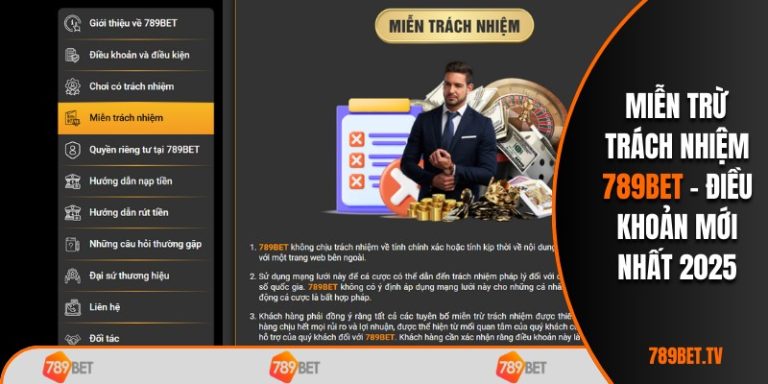 Giới thiệu về 789BET
Điều khoản và điều kiện
Chơi có trách nhiệm
Miễn trách nhiệm
Quyền riêng tư tại 789BET
Hướng dẫn nạp tiền
Hướng dẫn rút tiền
Những câu hỏi thường gặp
Đại sứ thương hiệu
Liên hệ
Đối tác
MIỄN TRÁCH NHIỆM
1. 789BET không chịu trách nhiệm về tính chính xác hoặc tính kịp thời về nội dung
với một trang web bên ngoài.
2. Sử dụng mạng lưới này để cá cược có thể dẫn đến trách nhiệm pháp lý đối với
số quốc gia. 789BET không có ý định áp dụng mạng lưới này cho những cá
động cá cược là bất hợp pháp.
3. Khách hàng phải đồng ý rằng tất cả các tuyên bố miễn trừ trách nhiệm được
hàng chịu hết mọi rủi ro và lợi nhuận, được thể hiện từ mối quan tâm của quý khách
hỗ trợ của quý khách đối với 789BET. Khách hàng cần xác nhận rằng điều khoản này là
MIỄN TRỪ
TRÁCH NHIỆM
789BET - ĐIỀU
KHOẢN MỚI
NHẤT 2025
789BET.TV
789BET
789BET
789BET